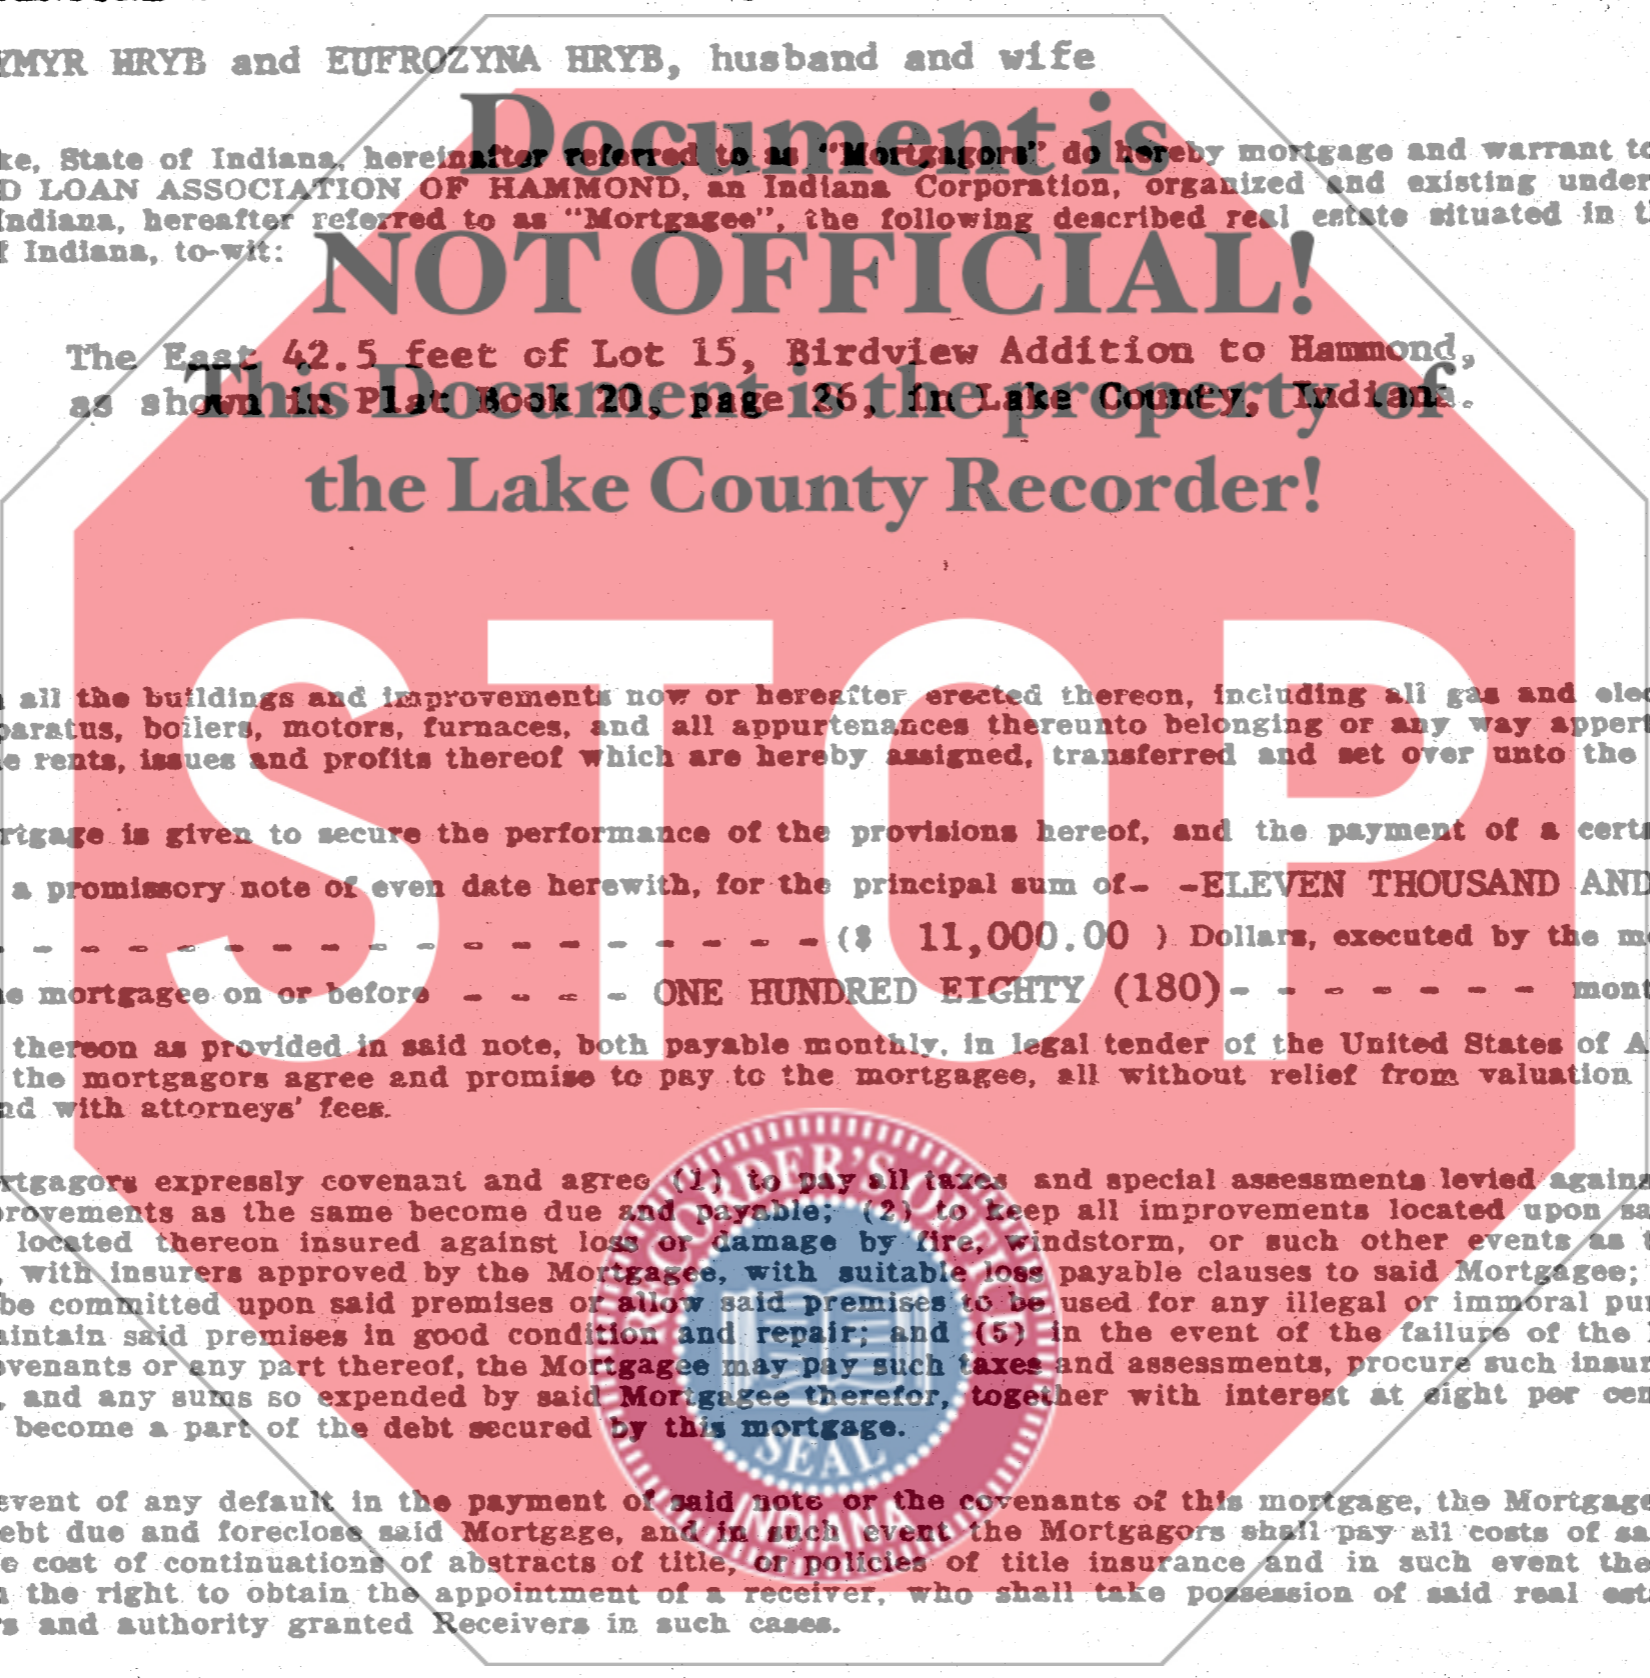 YMYR HRYB and EUFROZYNA HRYB, husband and wife
Document is
ke, State of Indiana, hereinafter referred to as "Mortgagors" do hereby mortgage and warrant to
D LOAN ASSOCIATION OF HAMMOND, an Indiana Corporation, organized and existing under
Indiana, hereafter referred to as "Mortgagee", the following described real estate situated in
f Indiana, to-wit:
NOT OFFICIAL!
The East 42.5 feet of Lot 15, Birdview Addition to Hammond,
This Document is the property of
as shown in Plat Book 20, page 26, in Lake County, Indiana.
the Lake County Recorder!
STOP
all the buildings and improvements now or hereafter erected thereon, including all gas and elec
paratus, boilers, motors, furnaces, and all appurtenances thereunto belonging or any way appert
e rents, issues and profits thereof which are hereby assigned, transferred and set over unto the
rtgage is given to secure the performance of the provisions hereof, and the payment of a certa
a promissory note of even date herewith, for the principal sum of- -ELEVEN THOUSAND AND
- - - - - - - - - - - - - - - - - - ($ 11,000.00 ) Dollars, executed by the m
e mortgagee on or before - - - - ONE HUNDRED EIGHTY (180)- - - - - - - mont
thereon as provided in said note, both payable monthly, in legal tender of the United States of A
the mortgagors agree and promise to pay to the mortgagee, all without relief from valuation
nd with attorneys' fees.
rtgagors expressly covenant and agree (1) to pay all taxes and special assessments levied agains
rovements as the same become due and payable; (2) to keep all improvements located upon sa
located thereon insured against loss or damage by fire, windstorm, or such other events as t
, with insurers approved by the Mortgagee, with suitable loss payable clauses to said Mortgagee;
be committed upon said premises or allow said premises to be used for any illegal or immoral pur
aintain said premises in good condition and repair; and (5) in the event of the failure of the
ovenants or any part thereof, the Mortgagee may pay such taxes and assessments, procure such insur
, and any sums so expended by said Mortgagee therefor, together with interest at eight per cen
become a part of the debt secured by this mortgage.
event of any default in the payment of said note or the covenants of this mortgage, the Mortgage
ebt due and foreclose said Mortgage, and in such event the Mortgagors shall pay all costs of sa
e cost of continuations of abstracts of title, or policies of title insurance and in such event the
the right to obtain the appointment of a receiver, who shall take possession of said real est
s and authority granted Receivers in such cases.
RECORDER'S OFFICE
SEAL
INDIANA